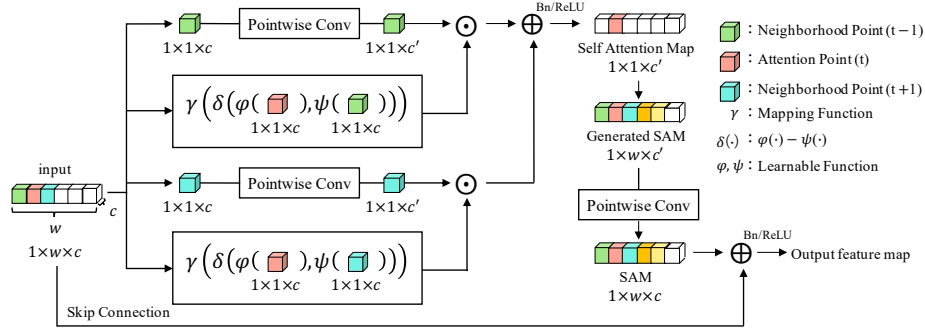 1×1×c
Pointwise Conv
1×1×c′
⊙
⊕
Bn/ReLU
Self Attention Map
1×1×c′
γ(δ(φ( ),ψ( )))
1×1×c 1×1×c
Generated SAM
1×w×c′
input
w
c
1×w×c
1×1×c
Pointwise Conv
1×1×c′
⊙
γ(δ(φ( ),ψ( )))
1×1×c 1×1×c
Pointwise Conv
SAM
1×w×c
Bn/ReLU
⊕
Output feature map
Skip Connection
: Neighborhood Point(t−1)
: Attention Point(t)
: Neighborhood Point(t+1)
γ : Mapping Function
δ(·) : φ(·) − ψ(·)
φ, ψ : Learnable Function